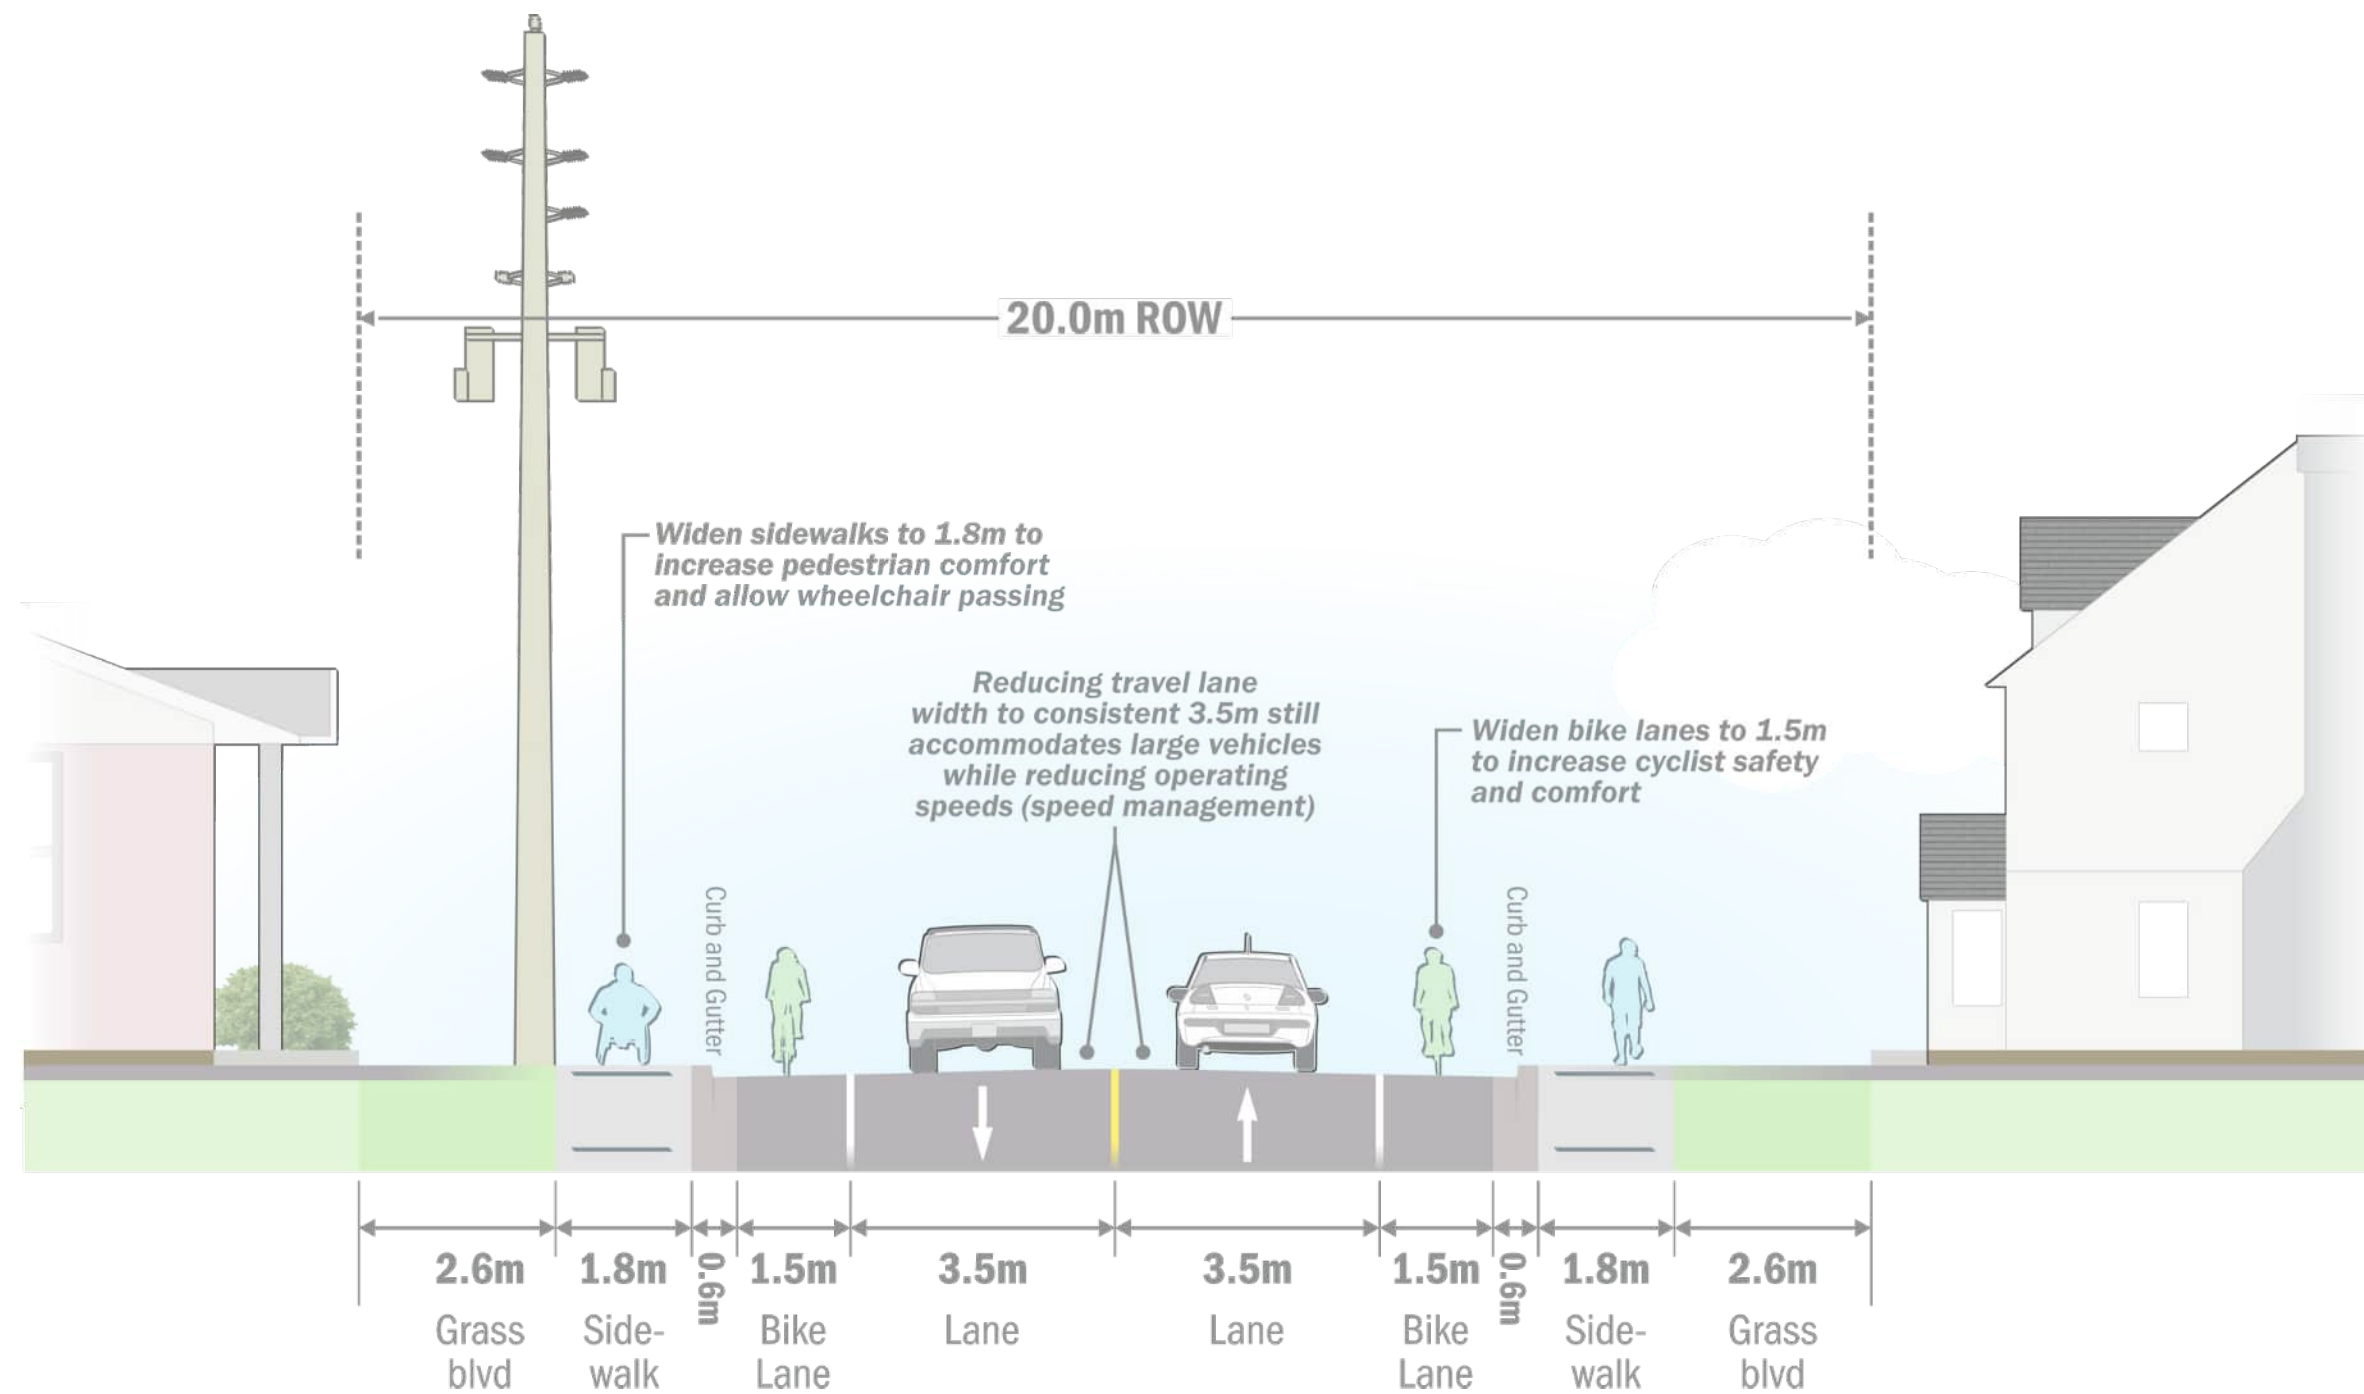 20.0m ROW
Widen sidewalks to 1.8m to
increase pedestrian comfort
and allow wheelchair passing
Reducing travel lane
width to consistent 3.5m still
accommodates large vehicles
while reducing operating
speeds (speed management)
Widen bike lanes to 1.5m
to increase cyclist safety
and comfort
Curb and Gutter
Curb and Gutter
2.6m
Grass
blvd
1.8m
Side-
walk
0.6m
1.5m
Bike
Lane
3.5m
Lane
3.5m
Lane
1.5m
Bike
Lane
0.6m
1.8m
Side-
walk
2.6m
Grass
blvd